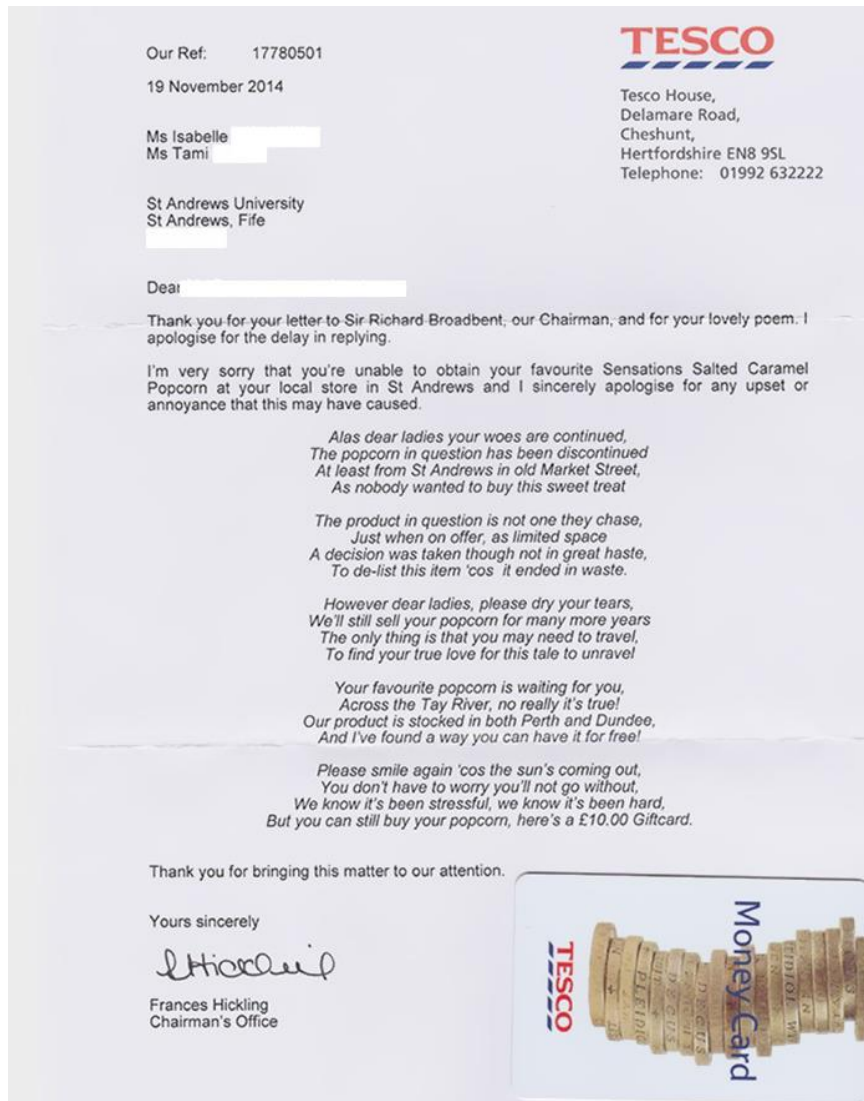 TESCO
Our Ref: 17780501
19 November 2014
Tesco House,
Delamare Road,
Cheshunt,
Hertfordshire EN8 9SL
Telephone: 01992 632222
Ms Isabelle
Ms Tami
St Andrews University
St Andrews, Fife
Dear
Thank you for your letter to Sir Richard Broadbent, our Chairman, and for your lovely poem. I
apologise for the delay in replying.
I'm very sorry that you're unable to obtain your favourite Sensations Salted Caramel
Popcorn at your local store in St Andrews and I sincerely apologise for any upset or
annoyance that this may have caused.
Alas dear ladies your woes are continued,
The popcorn in question has been discontinued
At least from St Andrews in old Market Street,
As nobody wanted to buy this sweet treat
The product in question is not one they chase,
Just when on offer, as limited space
A decision was taken though not in great haste,
To de-list this item 'cos it ended in waste.
However dear ladies, please dry your tears,
We'll still sell your popcorn for many more years
The only thing is that you may need to travel,
To find your true love for this tale to unravel
Your favourite popcorn is waiting for you,
Across the Tay River, no really it's true!
Our product is stocked in both Perth and Dundee,
And I've found a way you can have it for free!
Please smile again 'cos the sun's coming out,
You don't have to worry you'll not go without,
We know it's been stressful, we know it's been hard,
But you can still buy your popcorn, here's a £10.00 Giftcard.
Thank you for bringing this matter to our attention.
Yours sincerely
Frances Hickling
Chairman's Office
TESCO
Money Card